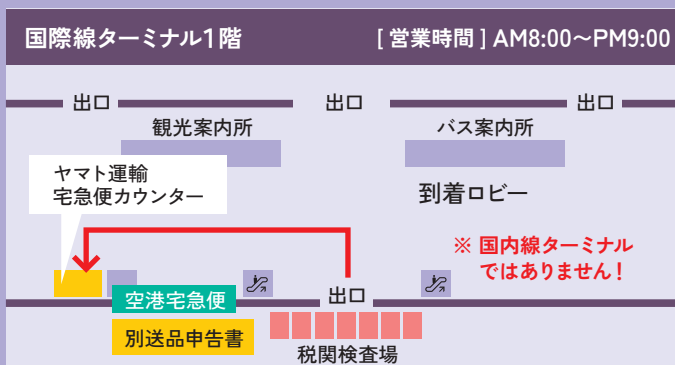 国際線ターミナル1階
[ 営業時間 ] AM8:00〜PM9:00
出口
出口
出口
観光案内所
バス案内所
ヤマト運輸
宅急便カウンター
到着ロビー
※ 国内線ターミナル
ではありません！
空港宅急便
出口
別送品申告書
税関検査場